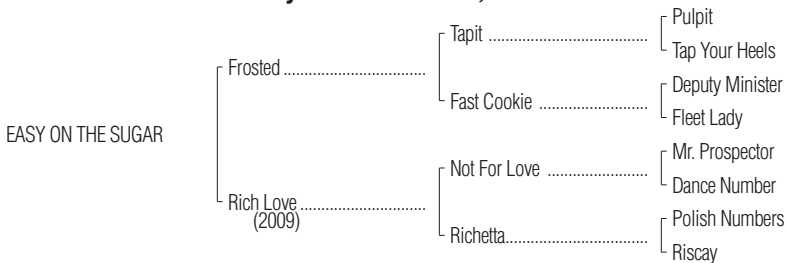 Pulpit
Tapit ........................................
Tap Your Heels
Frosted ....................................
Deputy Minister
Fast Cookie ...........................
Fleet Lady
EASY ON THE SUGAR
Mr. Prospector
Not For Love .........................
Dance Number
Rich Love ...............................
(2009)
Polish Numbers
Richetta...................................
Riscay